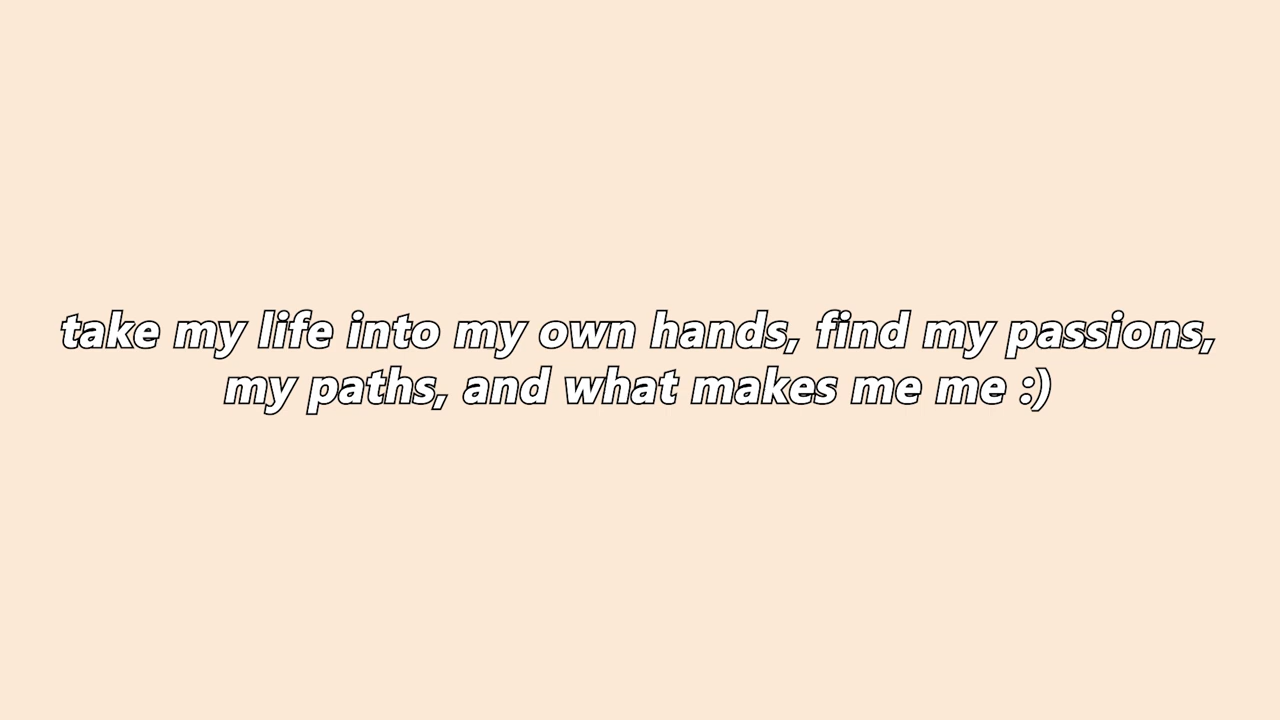 take my life into my own hands, find my passions,
my paths, and what makes me me :)